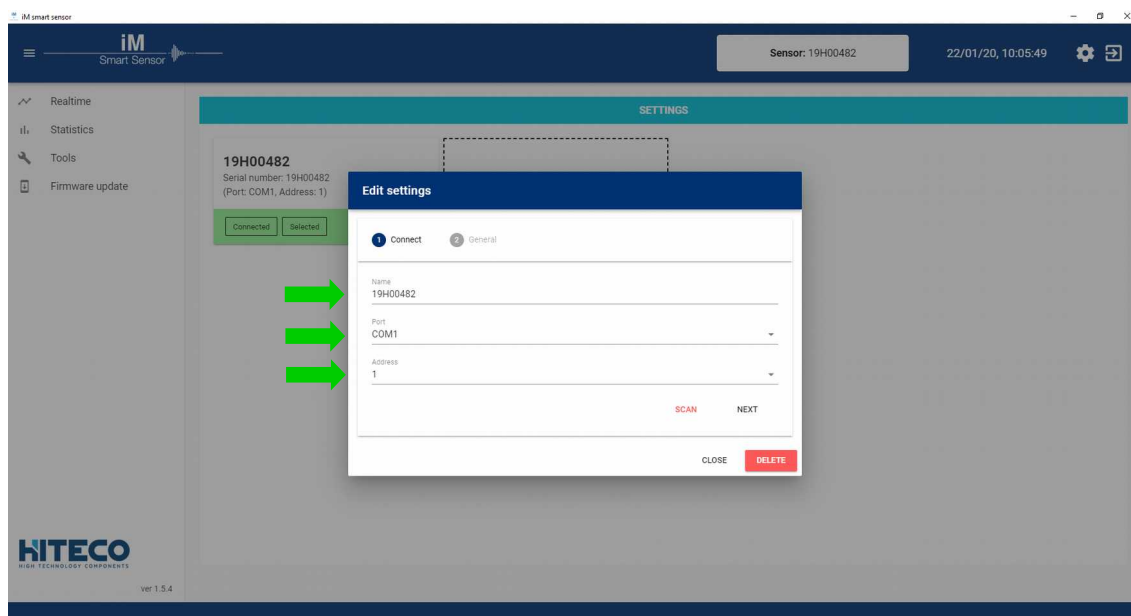 iM smart sensor
iM
Smart Sensor
Sensor: 19H00482
22/01/20, 10:05:49
Realtime
Statistics
Tools
Firmware update
SETTINGS
19H00482
Serial number: 19H00482
(Port: COM1, Address: 1)
Connected Selected
Edit settings
1 Connect 2 General
Name
19H00482
Port
COM1
Address
1
SCAN NEXT
CLOSE DELETE
HITECO
HIGH TECHNOLOGY COMPONENTS
ver 1.5.4